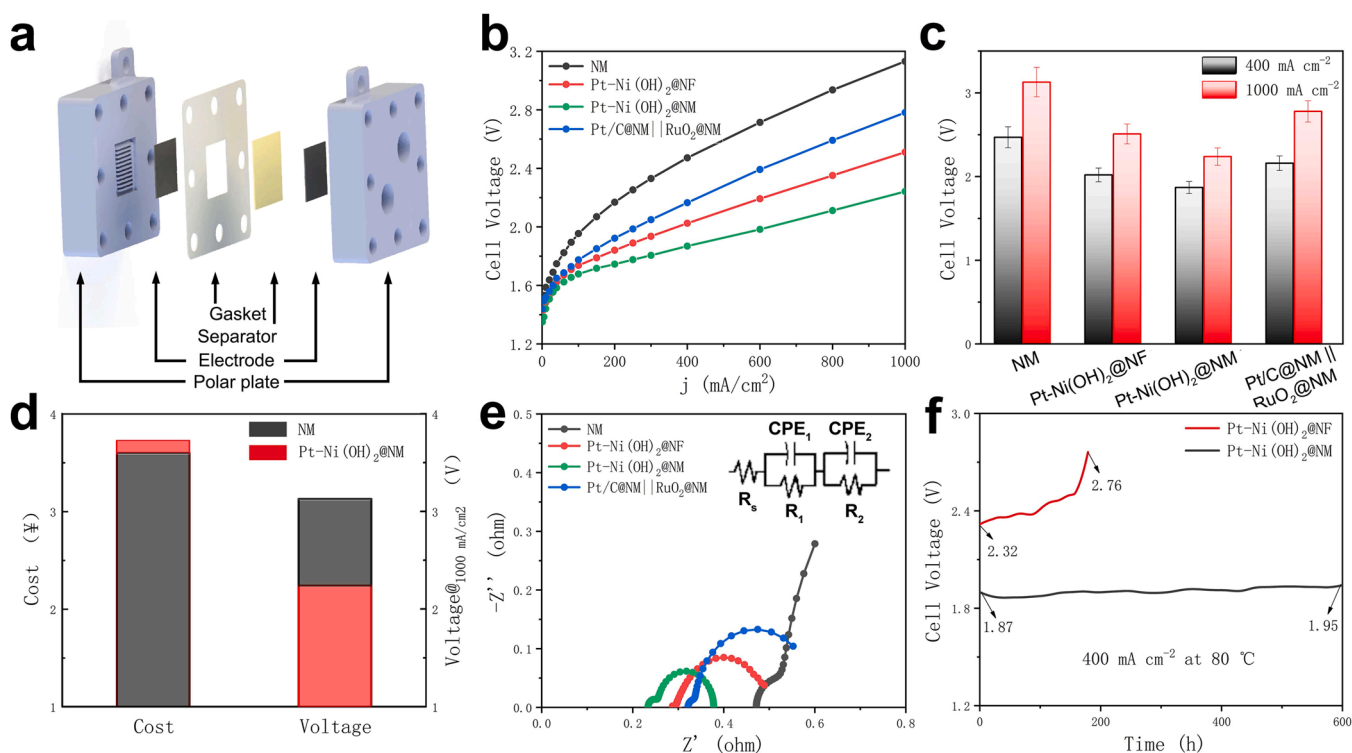 a
Gasket
Separator
Electrode
Polar plate
b
NM
Pt-Ni(OH)₂@NF
Pt-Ni(OH)₂@NM
Pt/C@NM||RuO₂@NM
Cell Voltage (V)
3.2
2.8
2.4
2.0
1.6
1.2
0 200 400 600 800 1000
j (mA/cm²)
c
400 mA cm⁻²
1000 mA cm⁻²
Cell Voltage (V)
3
2
1
0
NM
Pt-Ni(OH)₂@NF
Pt-Ni(OH)₂@NM
Pt/C@NM ||
RuO₂@NM
d
NM
Pt-Ni(OH)₂@NM
Cost (¥)
4
3
2
1
Cost Voltage
4
3
2
1
Voltage@1000 mA/cm2 (V)
e
NM
Pt-Ni(OH)₂@NF
Pt-Ni(OH)₂@NM
Pt/C@NM||RuO₂@NM
CPE₁ CPE₂
Rₛ R₁ R₂
-Z'' (ohm)
0.5
0.4
0.3
0.2
0.1
0.0
0.0 0.2 0.4 0.6 0.8
Z' (ohm)
f
Pt-Ni(OH)₂@NF
Pt-Ni(OH)₂@NM
Cell Voltage (V)
3.0
2.4
1.8
1.2
2.76
2.32
1.87
1.95
400 mA cm⁻² at 80 ℃
0 200 400 600
Time (h)